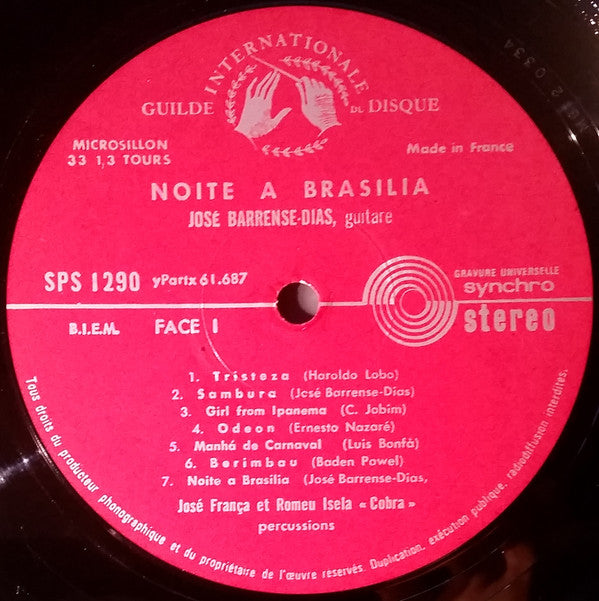 INTERNATIONALE
GUILDE DU DISQUE
MICROSILLON
33 1,3 TOURS
Made in France
NOITE A BRASILIA
JOSÉ BARRENSE-DIAS, guitare
SPS 1290 yPartx 61.687
GRAVURE UNIVERSELLE
synchro
stereo
B.I.E.M. FACE 1
1. Tristeza (Haroldo Lobo)
2. Sambura (José Barrense-Dias)
3. Girl from Ipanema (C. Jobim)
4. Odeon (Ernesto Nazaré)
5. Manhá de Carnaval (Luis Bonfà)
6. Berimbau (Baden Powel)
7. Noite a Brasilia (José Barrense-Dias,
José França et Romeu Isela « Cobra »
percussions
Tous droits du producteur phonographique et du propriétaire de l'œuvre réservés. Duplication, exécution publique, radiodiffusion interdites.